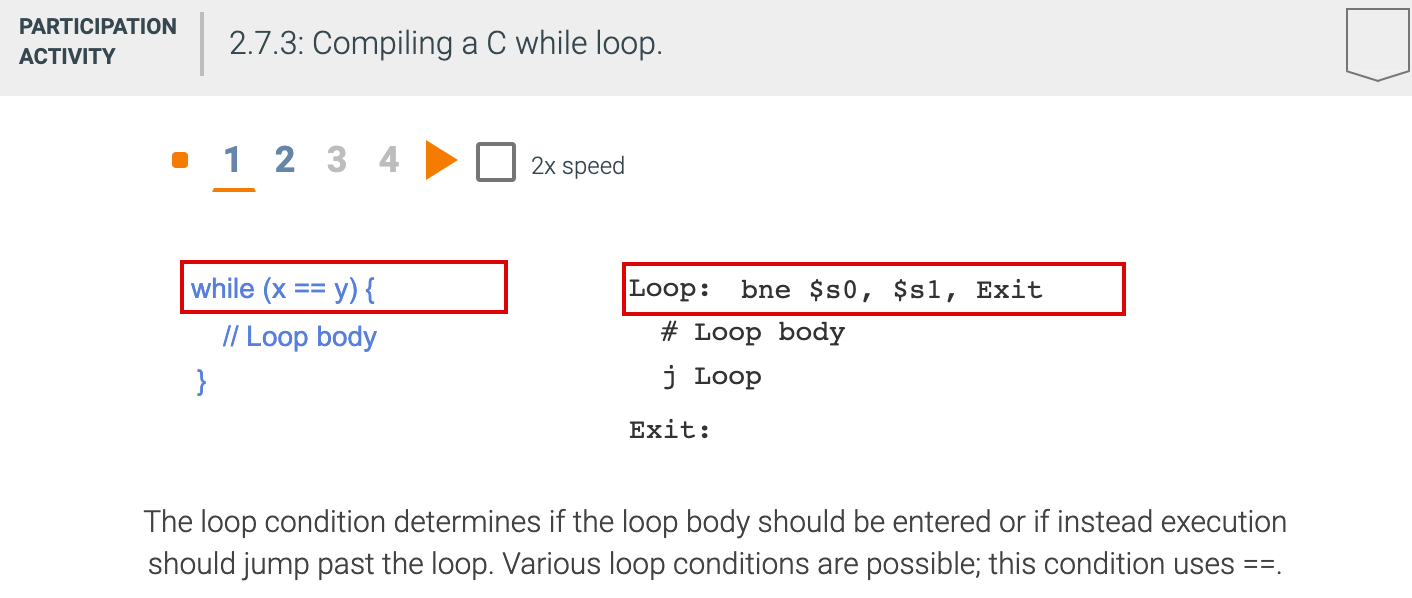 PARTICIPATION
ACTIVITY
2.7.3: Compiling a C while loop.
1 2 3 4 2x speed
while (x == y) {
// Loop body
}
Loop: bne $s0, $s1, Exit
# Loop body
j Loop
Exit:
The loop condition determines if the loop body should be entered or if instead execution
should jump past the loop. Various loop conditions are possible; this condition uses ==.